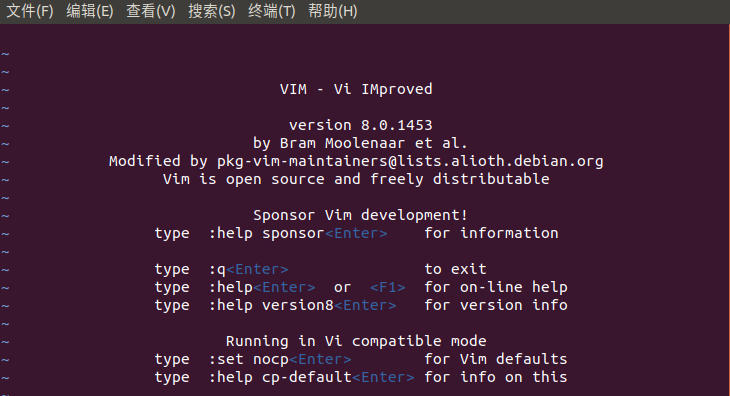 文件(F) 编辑(E) 查看(V) 搜索(S) 终端(T) 帮助(H)
~
~
~ VIM - Vi IMproved
~
~ version 8.0.1453
~ by Bram Moolenaar et al.
~ Modified by pkg-vim-maintainers@lists.alioth.debian.org
~ Vim is open source and freely distributable
~
~ Sponsor Vim development!
~ type :help sponsor<Enter> for information
~
~ type :q<Enter> to exit
~ type :help<Enter> or <F1> for on-line help
~ type :help version8<Enter> for version info
~
~ Running in Vi compatible mode
~ type :set nocp<Enter> for Vim defaults
~ type :help cp-default<Enter> for info on this
~